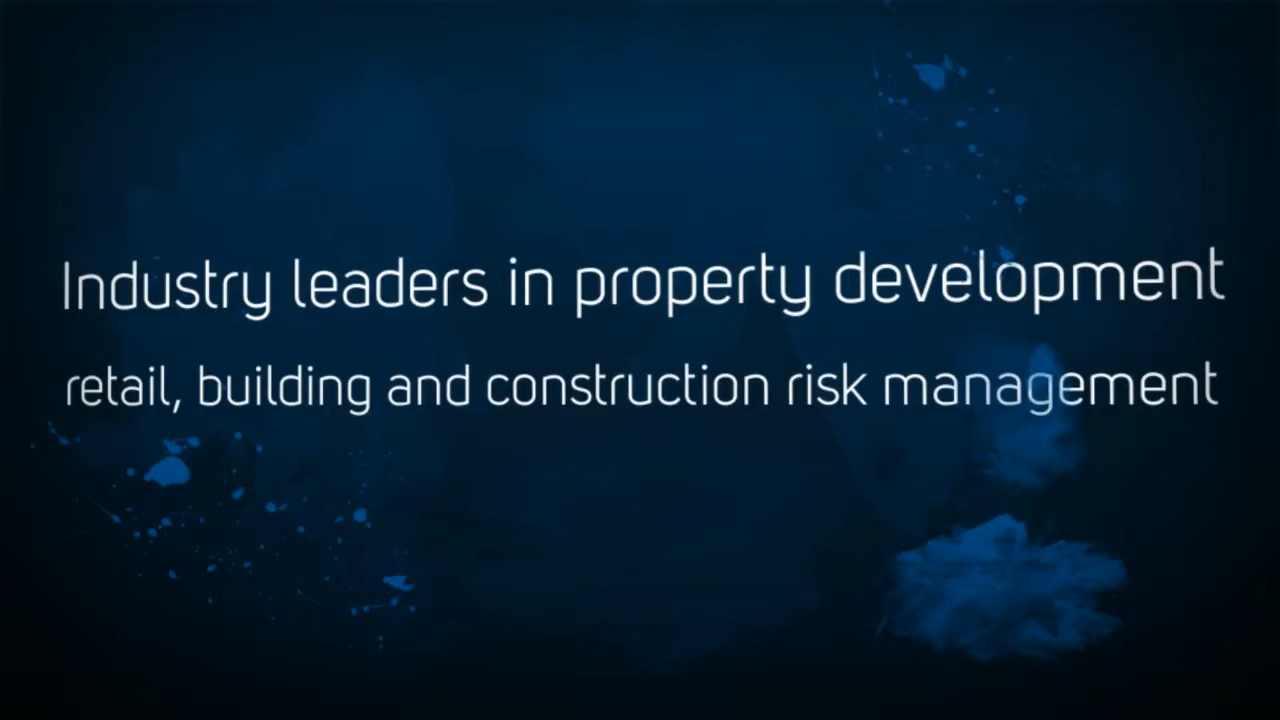 Industry leaders in property development
retail, building and construction risk management